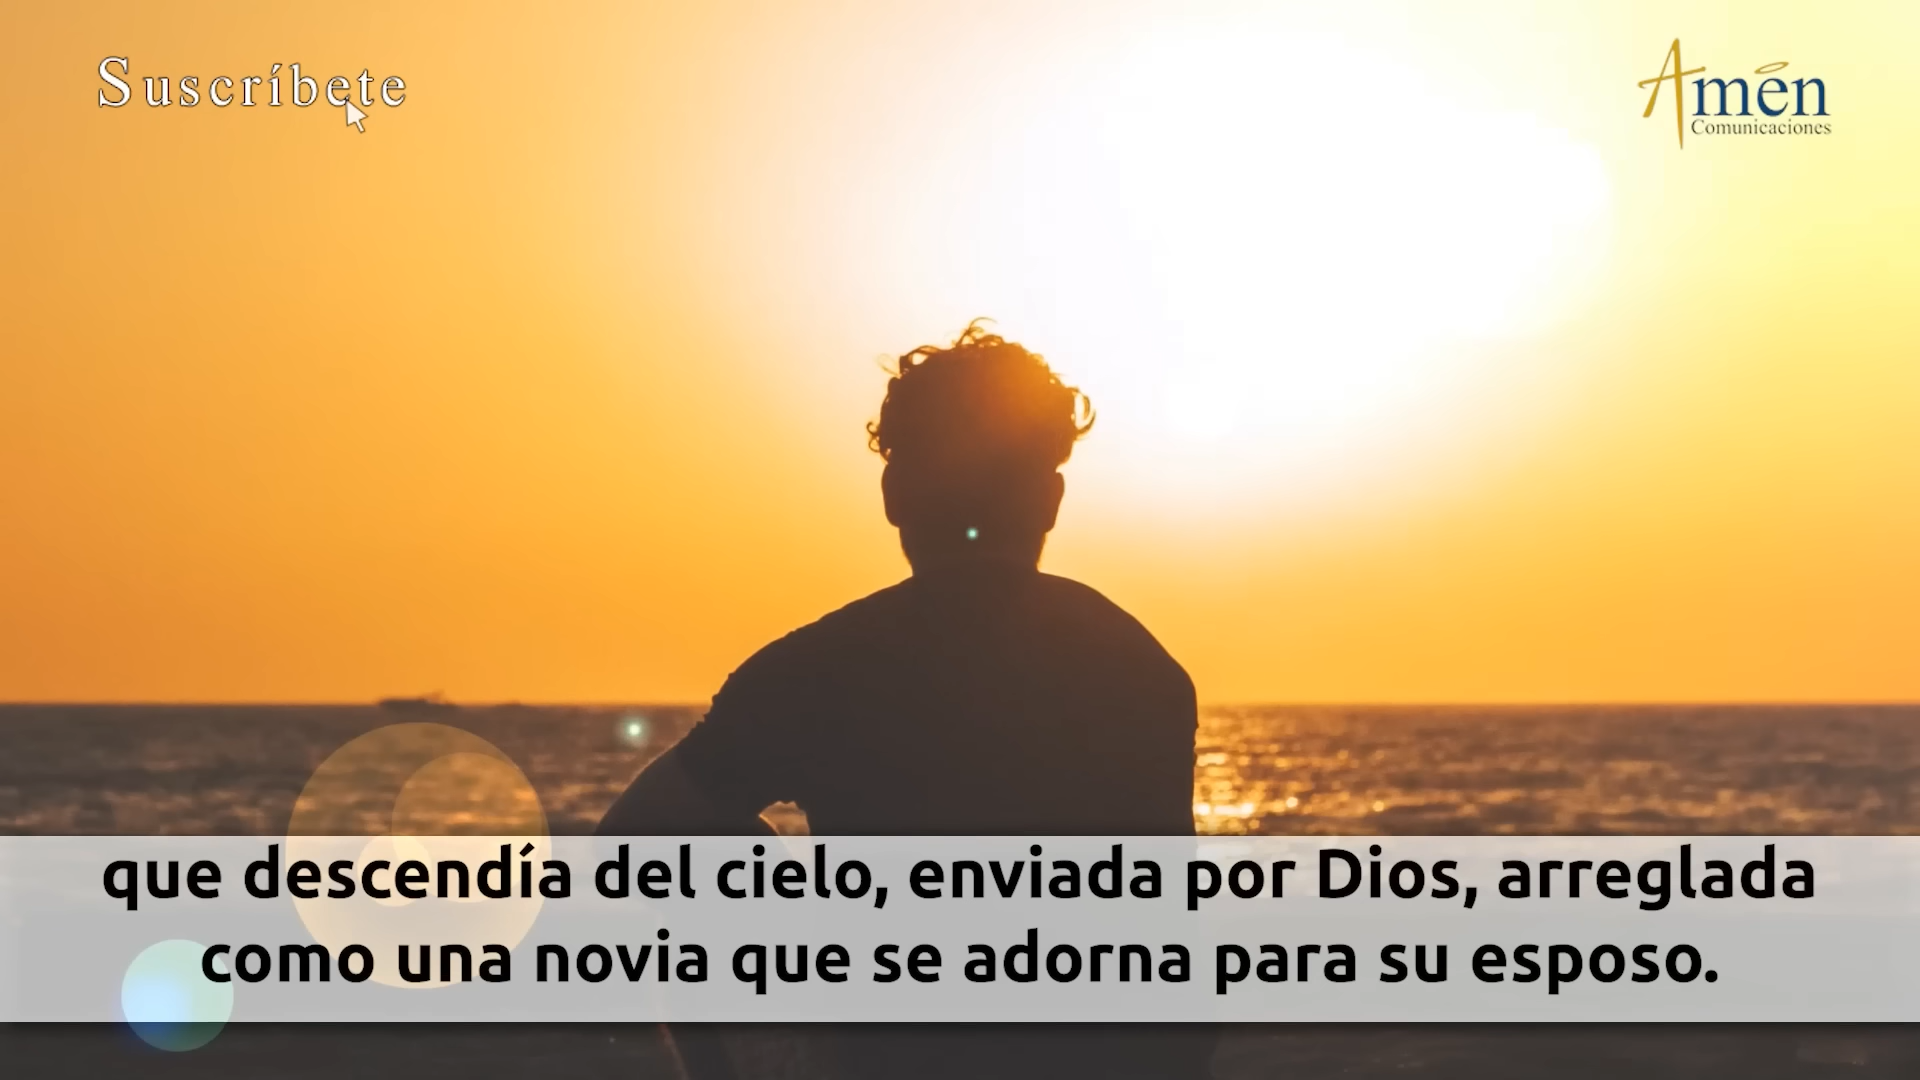 Suscríbete
Amén
Comunicaciones
que descendía del cielo, enviada por Dios, arreglada
como una novia que se adorna para su esposo.